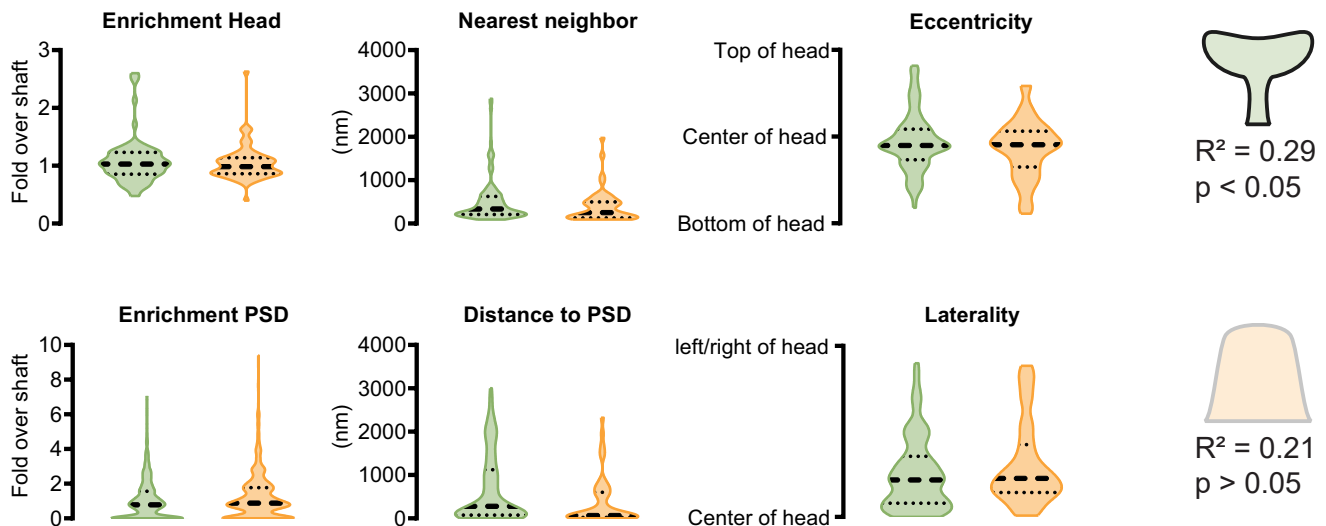 Enrichment Head
Fold over shaft
3
2
1
0
Nearest neighbor
(nm)
4000
3000
2000
1000
0
Eccentricity
Top of head
Center of head
Bottom of head
R² = 0.29
p < 0.05
Enrichment PSD
Fold over shaft
10
8
6
4
2
0
Distance to PSD
(nm)
4000
3000
2000
1000
0
Laterality
left/right of head
Center of head
R² = 0.21
p > 0.05